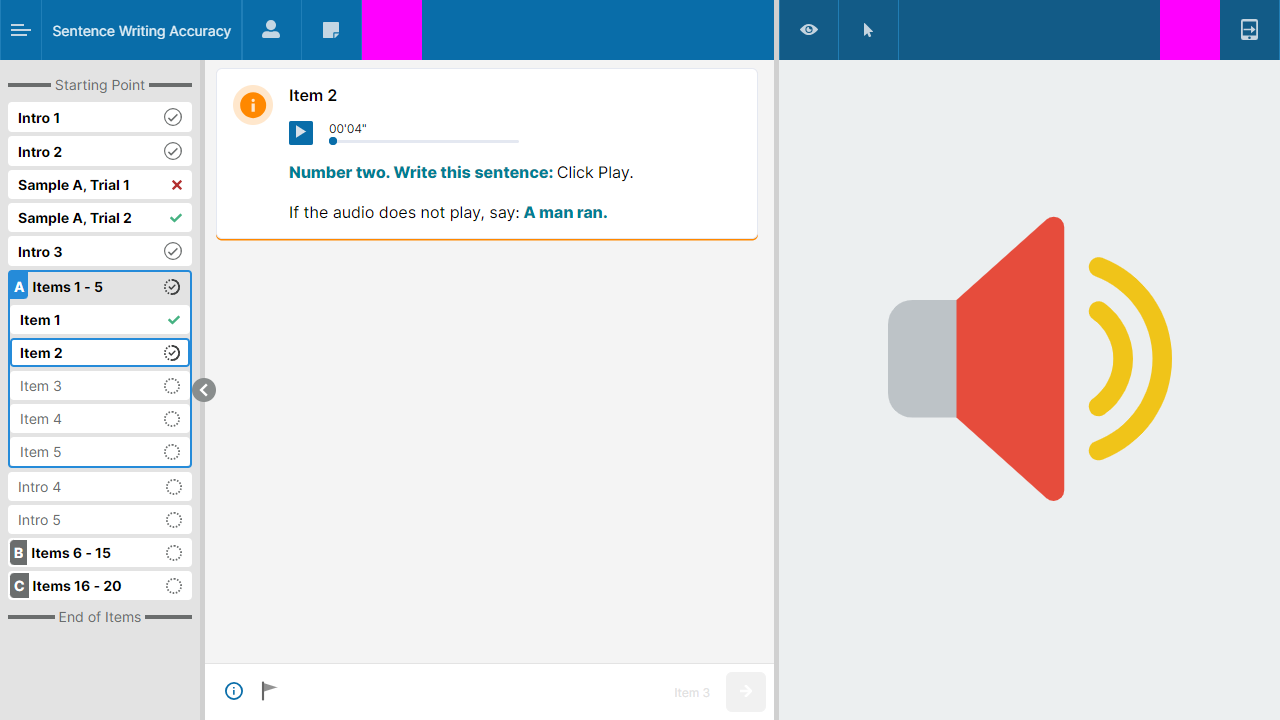 Sentence Writing Accuracy
Starting Point
Intro 1
Intro 2
Sample A, Trial 1
Sample A, Trial 2
Intro 3
A Items 1 - 5
Item 1
Item 2
Item 3
Item 4
Item 5
Intro 4
Intro 5
B Items 6 - 15
C Items 16 - 20
End of Items
Item 2
00'04"
Number two. Write this sentence: Click Play.
If the audio does not play, say: A man ran.
Item 3